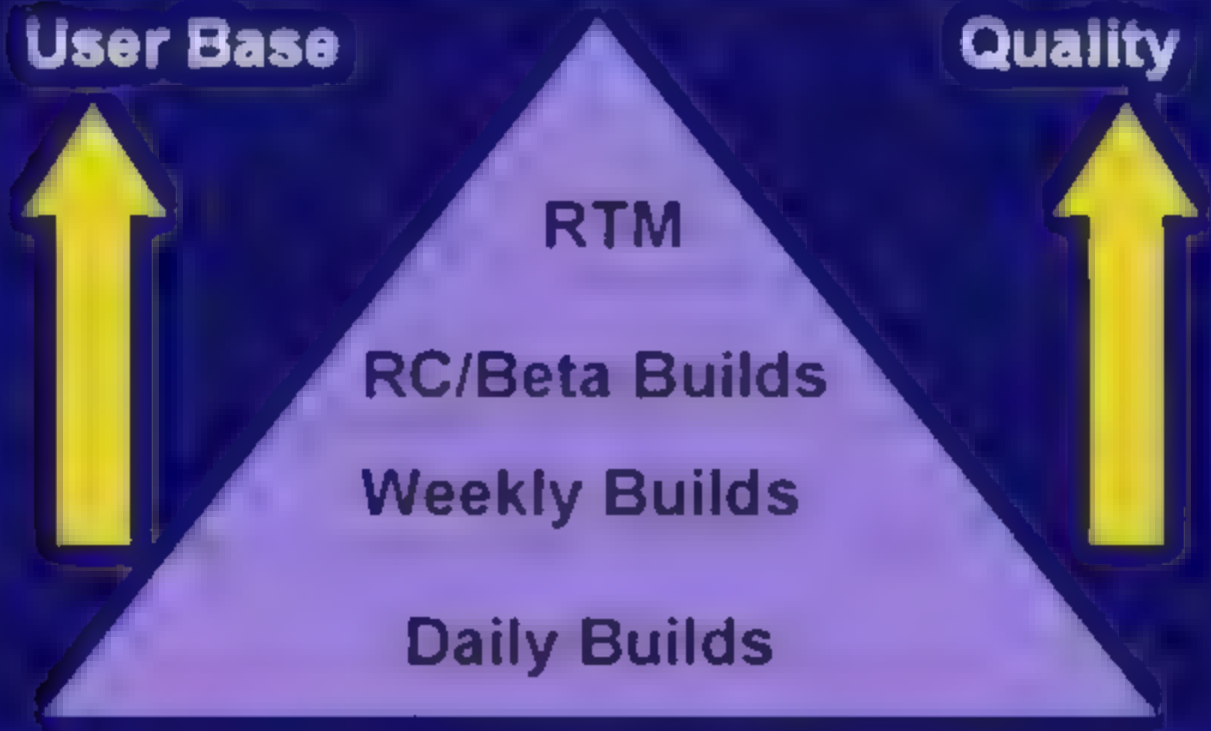 User Base
Quality
RTM
RC/Beta Builds
Weekly Builds
Daily Builds